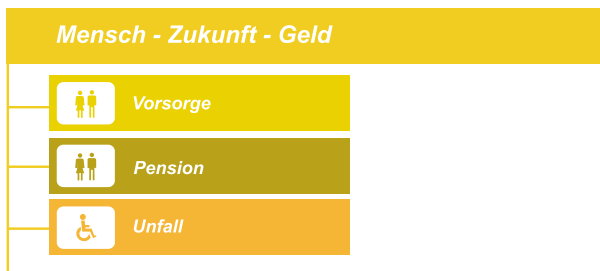 Mensch - Zukunft - Geld
Vorsorge
Pension
Unfall